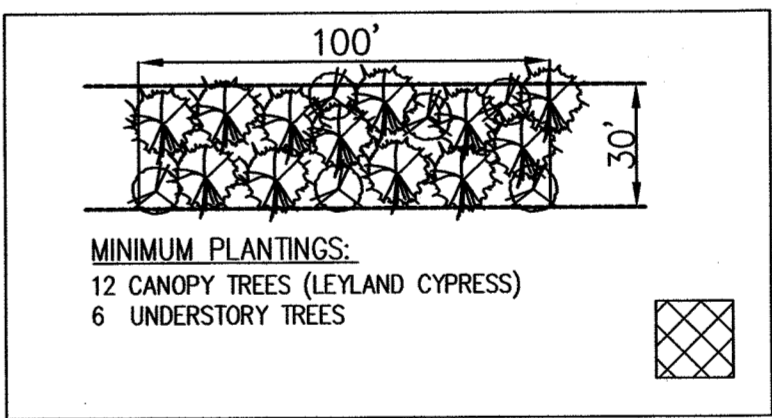 100'
30'
MINIMUM PLANTINGS:
12 CANOPY TREES (LEYLAND CYPRESS)
6 UNDERSTORY TREES